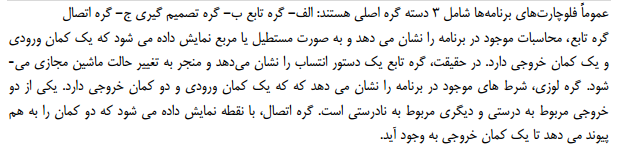 عموماً فلوچارت‌های برنامه‌ها شامل ۳ دسته گره اصلی هستند: الف- گره تابع ب- گره تصمیم گیری ج- گره اتصال
گره تابع، محاسبات موجود در برنامه را نشان می دهد و به صورت مستطیل یا مربع نمایش داده می شود که یک کمان ورودی
و یک کمان خروجی دارد. در حقیقت، گره تابع یک دستور انتساب را نشان می‌دهد و منجر به تغییر حالت ماشین مجازی می-
شود. گره لوزی، شرط های موجود در برنامه را نشان می دهد که که یک کمان ورودی و دو کمان خروجی دارد. یکی از دو
خروجی مربوط به درستی و دیگری مربوط به نادرستی است. گره اتصال، با نقطه نمایش داده می شود که دو کمان را به هم
پیوند می دهد تا یک کمان خروجی به وجود آید.